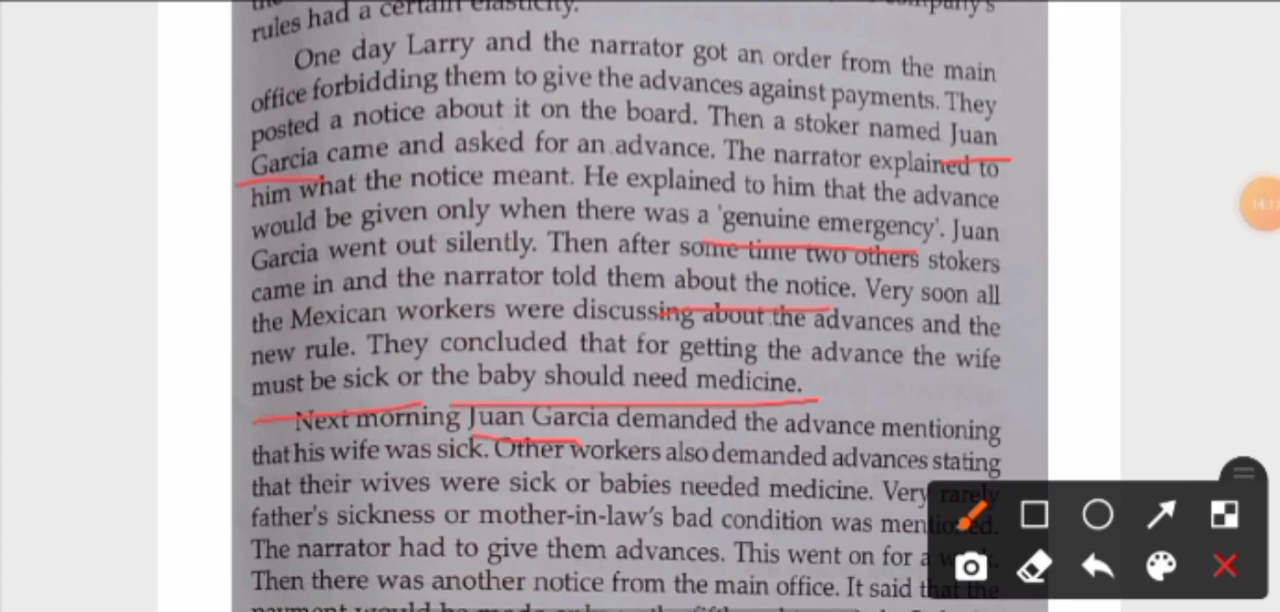 rules had a certain elasticity.
One day Larry and the narrator got an order from the main
office forbidding them to give the advances against payments. They
posted a notice about it on the board. Then a stoker named Juan
Garcia came and asked for an advance. The narrator explained to
him what the notice meant. He explained to him that the advance
would be given only when there was a 'genuine emergency'. Juan
Garcia went out silently. Then after some time two others stokers
came in and the narrator told them about the notice. Very soon all
the Mexican workers were discussing about the advances and the
new rule. They concluded that for getting the advance the wife
must be sick or the baby should need medicine.
Next morning Juan Garcia demanded the advance mentioning
that his wife was sick. Other workers also demanded advances stating
that their wives were sick or babies needed medicine. Very rarely
father's sickness or mother-in-law's bad condition was mentioned.
The narrator had to give them advances. This went on for a
Then there was another notice from the main office. It said that the